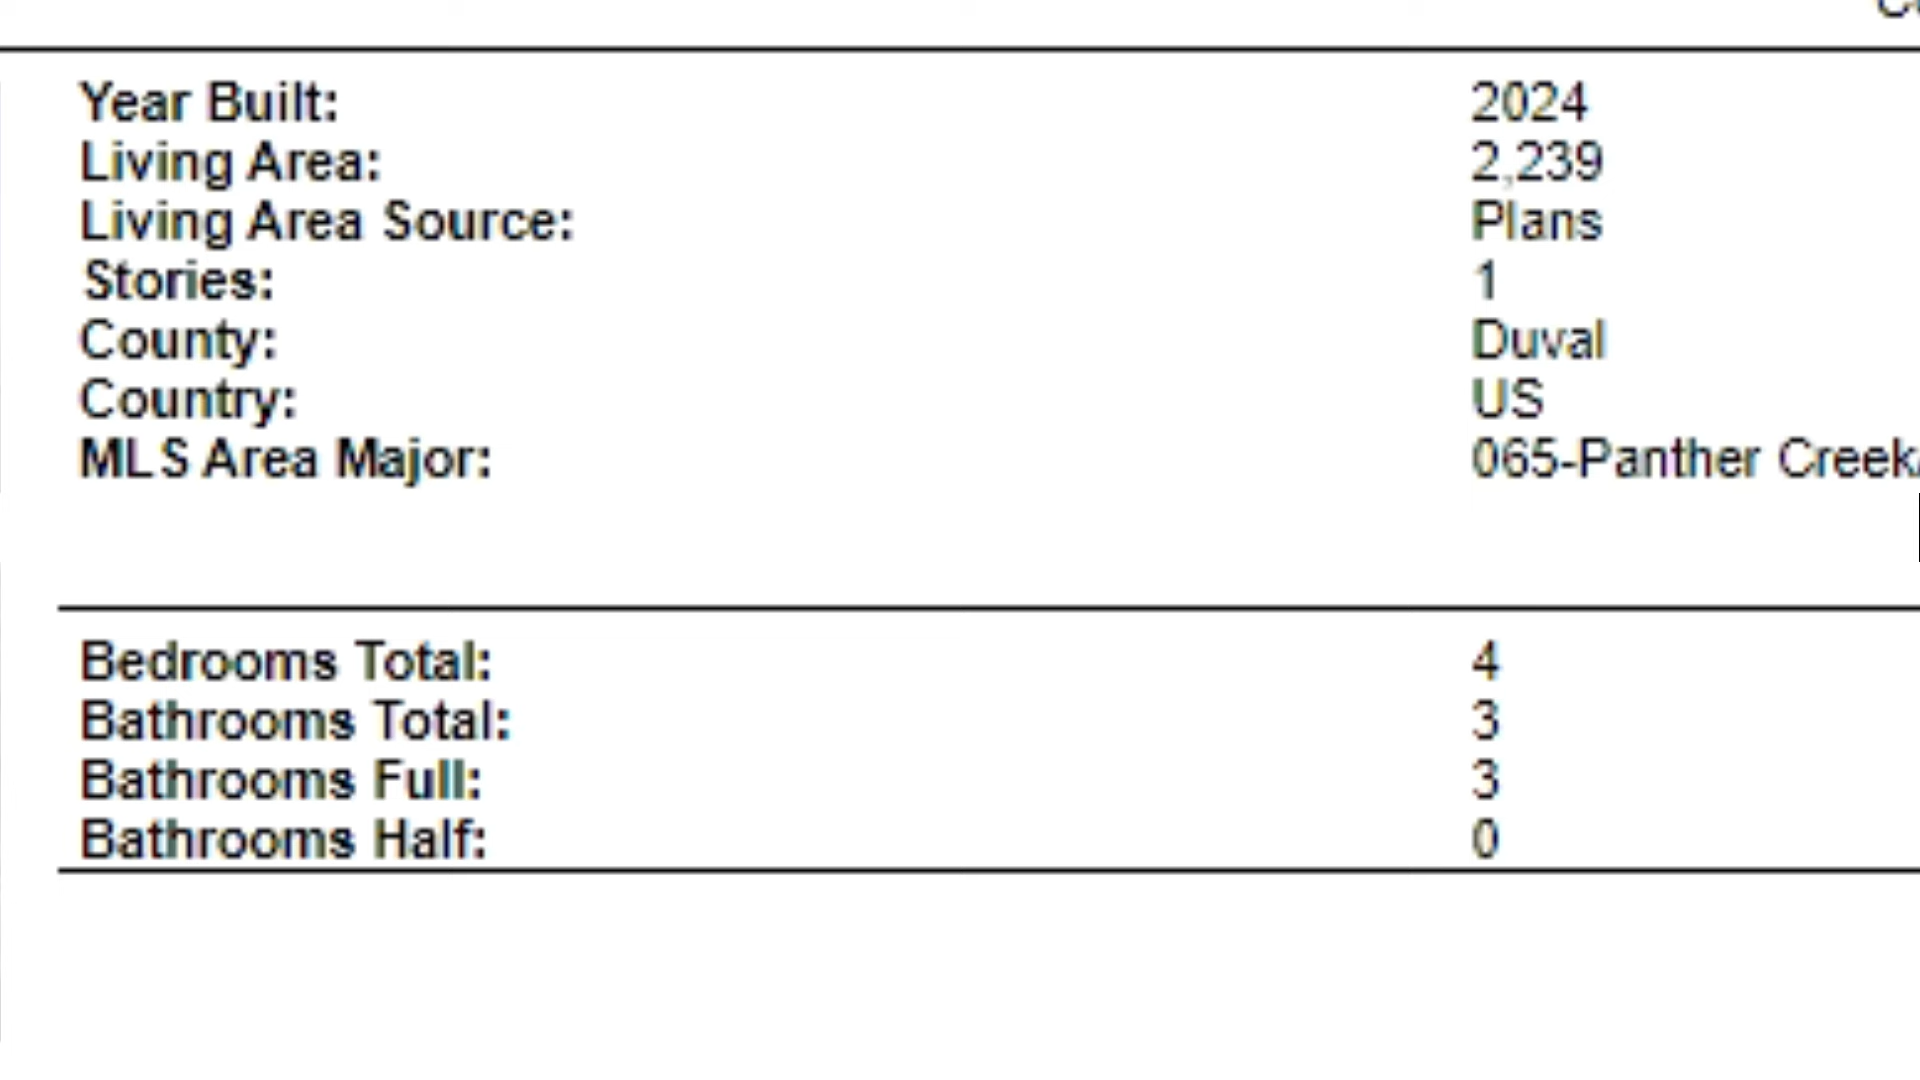 Year Built: 2024
Living Area: 2,239
Living Area Source: Plans
Stories: 1
County: Duval
Country: US
MLS Area Major: 065-Panther Creek/
Bedrooms Total: 4
Bathrooms Total: 3
Bathrooms Full: 3
Bathrooms Half: 0